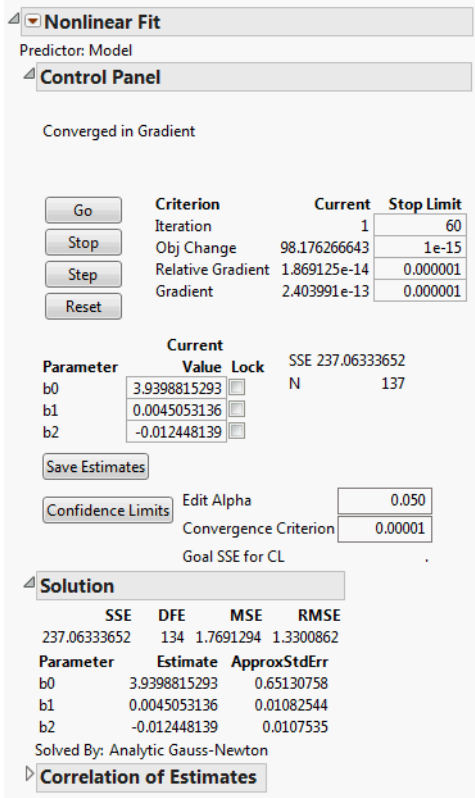 Nonlinear Fit
Predictor: Model
Control Panel
Converged in Gradient
Go
Stop
Step
Reset
Criterion Current Stop Limit
Iteration 1 60
Obj Change 98.176266643 1e-15
Relative Gradient 1.869125e-14 0.000001
Gradient 2.403991e-13 0.000001
Parameter Current Value Lock
b0 3.9398815293
b1 0.0045053136
b2 -0.012448139
SSE 237.06333652
N 137
Save Estimates
Confidence Limits
Edit Alpha 0.050
Convergence Criterion 0.00001
Goal SSE for CL .
Solution
SSE DFE MSE RMSE
237.06333652 134 1.7691294 1.3300862
Parameter Estimate ApproxStdErr
b0 3.9398815293 0.65130758
b1 0.0045053136 0.01082544
b2 -0.012448139 0.0107535
Solved By: Analytic Gauss-Newton
Correlation of Estimates